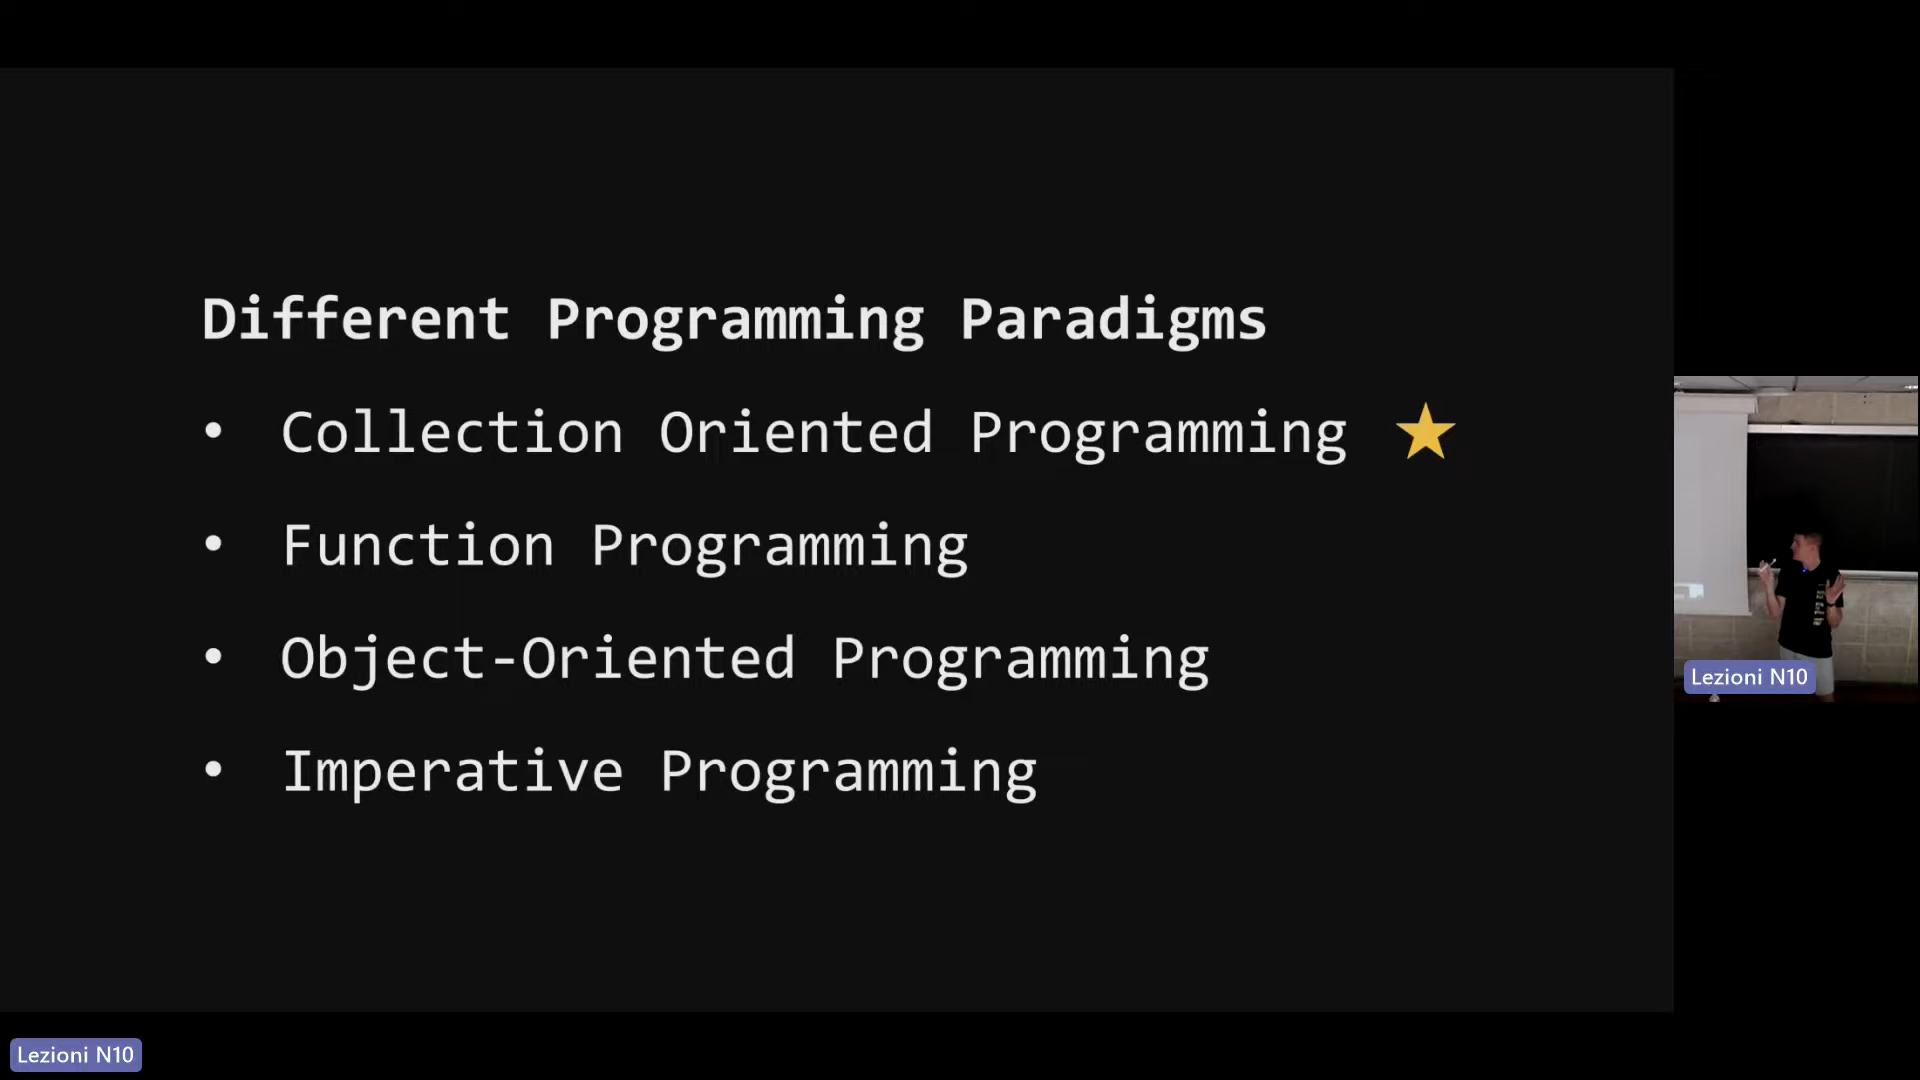 Different Programming Paradigms
• Collection Oriented Programming ★
• Function Programming
• Object-Oriented Programming
• Imperative Programming
Lezioni N10
Lezioni N10